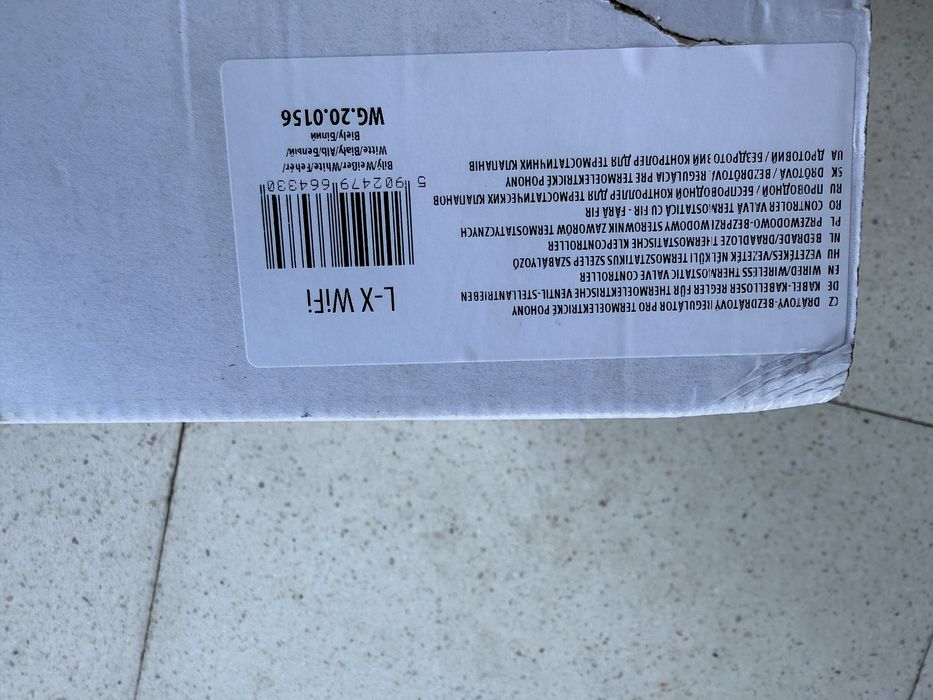 CZ DRÁTOVÝ-BEZDRÁTOVÝ REGULÁTOR PRO TERMOELEKTRICKÉ POHONY
DE KABEL-KABELLOSER REGLER FÜR THERMOELEKTRISCHE VENTIL-STELLANTRIEBEN
EN WIRED/WIRELESS THERMOSTATIC VALVE CONTROLLER
HU VEZETÉKES/VEZETÉK NÉLKÜLI TERMOSZTATIKUS SZELEP SZABÁLYOZÓ
NL BEDRADE/DRAADLOZE THERMOSTATISCHE KLEPCONTROLLER
PL PRZEWODOWO-BEZPRZEWODOWY STEROWNIK ZAWORÓW TERMOSTATYCZNYCH
RO CONTROLLER VALVĂ TERMOSTATICĂ CU FIR - FĂRĂ FIR
RU ПРОВОДНОЙ / БЕСПРОВОДНОЙ КОНТРОЛЛЕР ДЛЯ ТЕРМОСТАТИЧЕСКИХ КЛАПАНОВ
SK DRÔTOVÁ / BEZDRÔTOVÁ REGULÁCIA PRE TERMOELEKTRICKÉ POHONY
UA ДРОТОВИЙ / БЕЗДРОТОВИЙ КОНТРОЛЕР ДЛЯ ТЕРМОСТАТИЧНИХ КЛАПАНІВ
L-X WiFi
5 902479 664330
Bílý/Weißer/White/Fehér/
Witte/Biały/Alb/Белый/
Biely/Білий
WG.20.0156